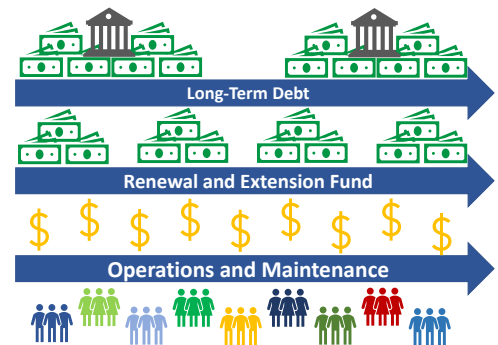 Long-Term Debt
Renewal and Extension Fund
$ $ $ $ $ $ $ $ $
Operations and Maintenance